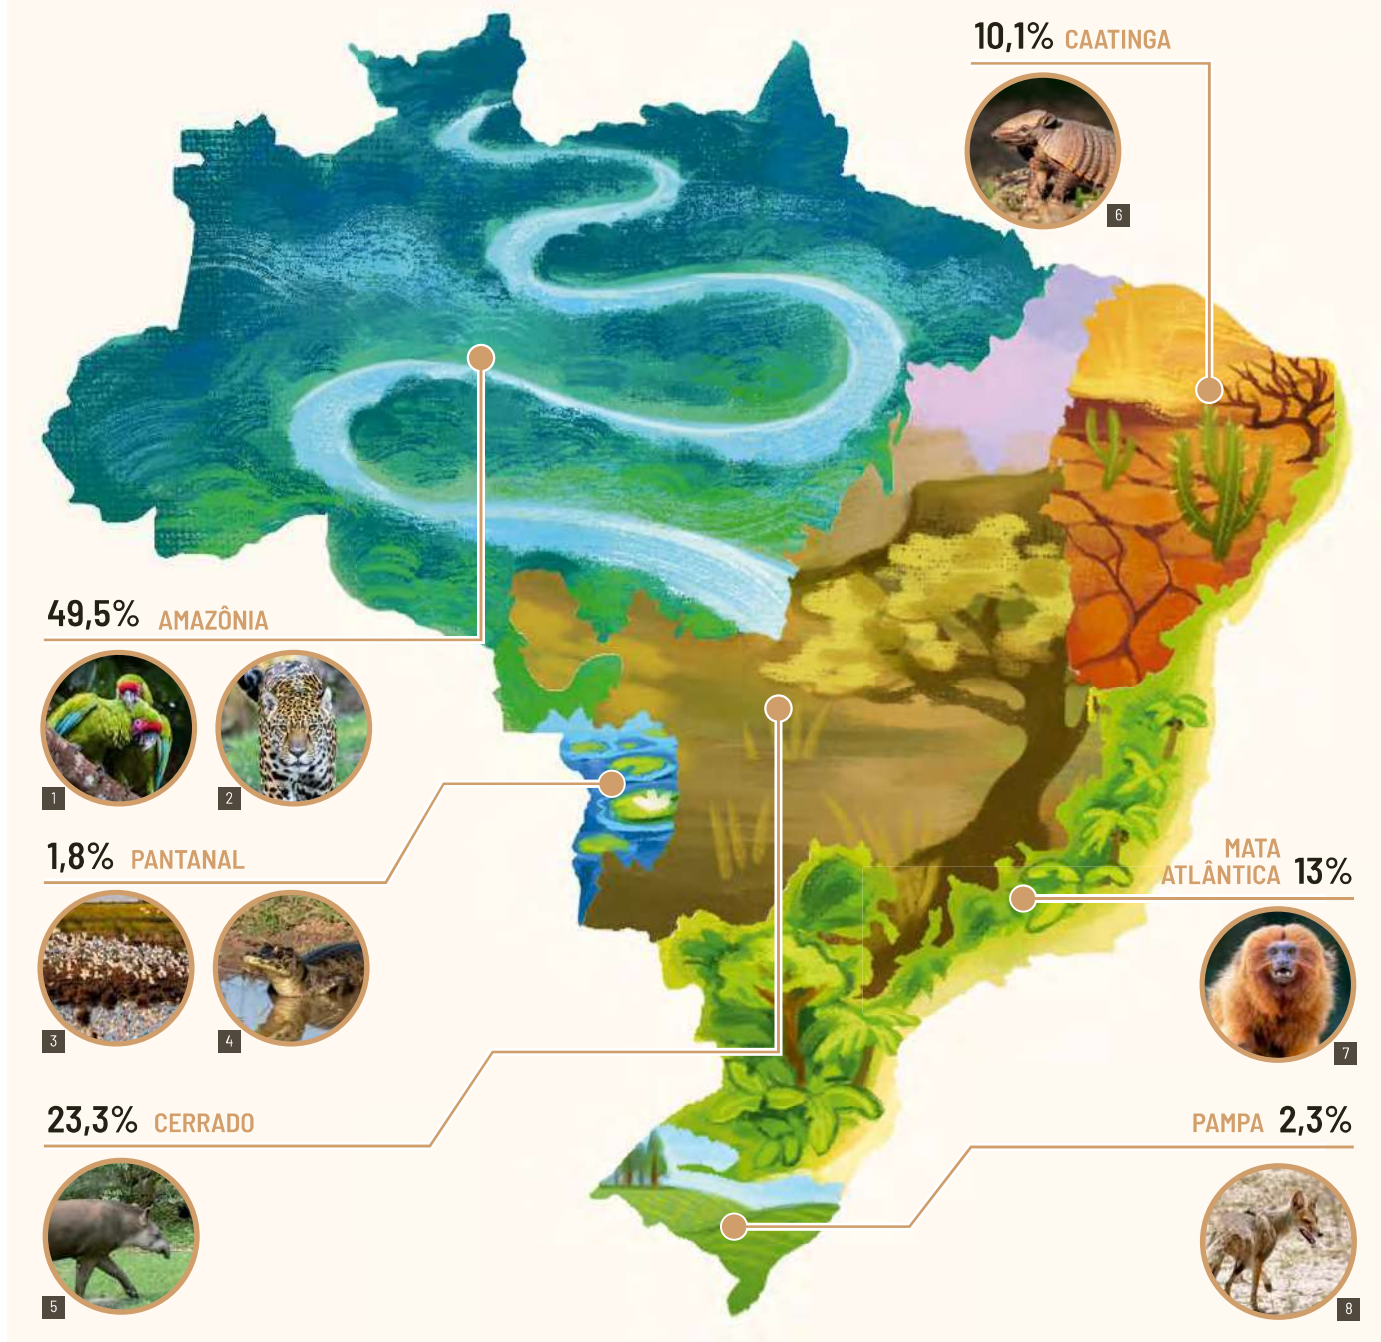 10,1% CAATINGA
6
49,5% AMAZÔNIA
1
2
1,8% PANTANAL
3
4
MATA
ATLÂNTICA 13%
7
23,3% CERRADO
5
PAMPA 2,3%
8